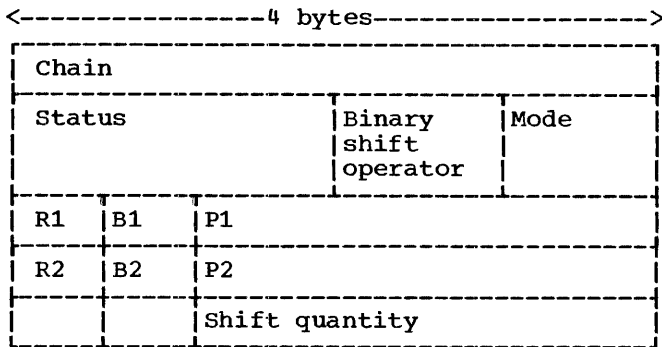 <------------------4 bytes------------------>
Chain
Status Binary Mode
shift
operator
R1 B1 P1
R2 B2 P2
Shift quantity